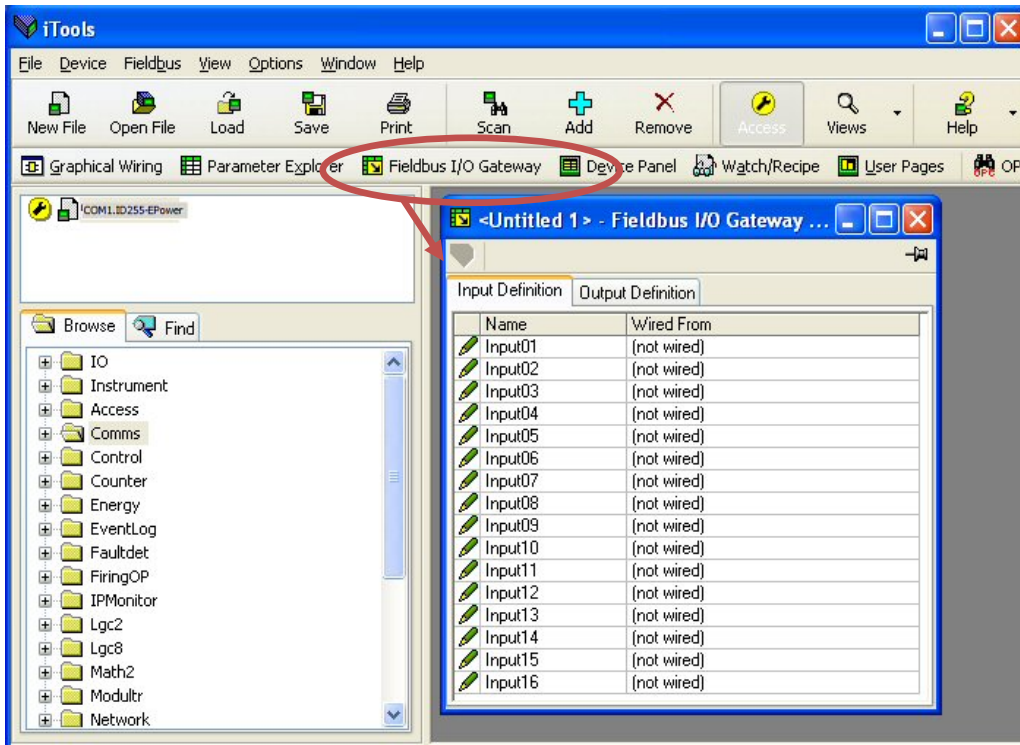 iTools
File Device Fieldbus View Options Window Help
New File Open File Load Save Print Scan Add Remove Access Views Help
Graphical Wiring Parameter Explorer Fieldbus I/O Gateway Device Panel Watch/Recipe User Pages OPC OP
COM1.ID255-EPower
<Untitled 1> - Fieldbus I/O Gateway ...
Input Definition Output Definition
Name Wired From
Input01 (not wired)
Input02 (not wired)
Input03 (not wired)
Input04 (not wired)
Input05 (not wired)
Input06 (not wired)
Input07 (not wired)
Input08 (not wired)
Input09 (not wired)
Input10 (not wired)
Input11 (not wired)
Input12 (not wired)
Input13 (not wired)
Input14 (not wired)
Input15 (not wired)
Input16 (not wired)
Browse Find
IO
Instrument
Access
Comms
Control
Counter
Energy
EventLog
Faultdet
FiringOP
IPMonitor
Lgc2
Lgc8
Math2
Modultr
Network